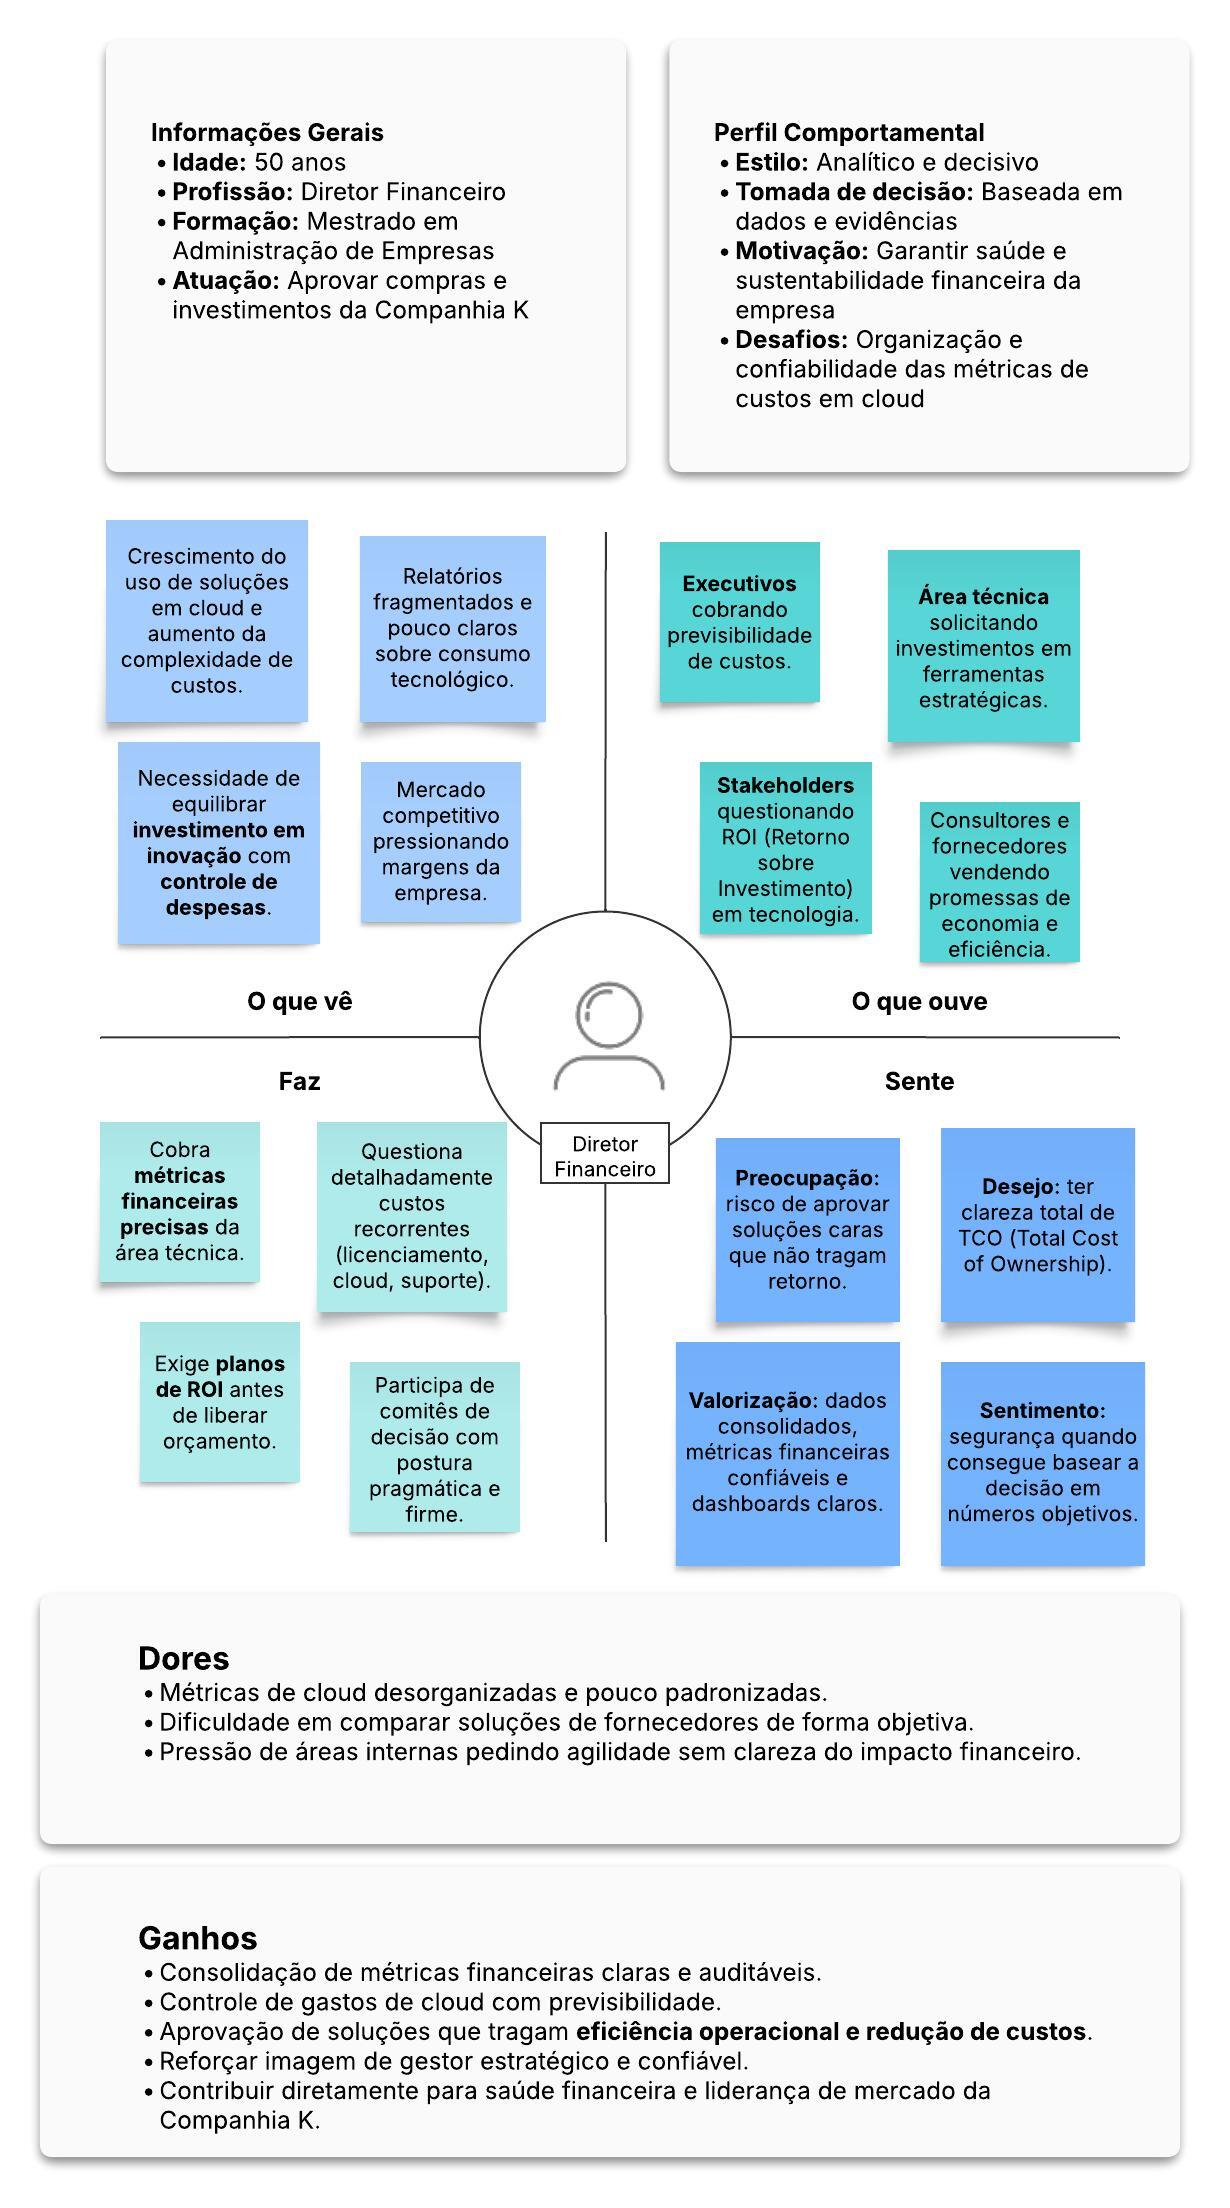 Informações Gerais
• Idade: 50 anos
• Profissão: Diretor Financeiro
• Formação: Mestrado em
Administração de Empresas
• Atuação: Aprovar compras e
investimentos da Companhia K
Perfil Comportamental
• Estilo: Analítico e decisivo
• Tomada de decisão: Baseada em
dados e evidências
• Motivação: Garantir saúde e
sustentabilidade financeira da
empresa
• Desafios: Organização e
confiabilidade das métricas de
custos em cloud
Crescimento do
uso de soluções
em cloud e
aumento da
complexidade de
custos.
Relatórios
fragmentados e
pouco claros
sobre consumo
tecnológico.
Necessidade de
equilibrar
investimento em
inovação com
controle de
despesas.
Mercado
competitivo
pressionando
margens da
empresa.
O que vê
Executivos
cobrando
previsibilidade
de custos.
Área técnica
solicitando
investimentos em
ferramentas
estratégicas.
Stakeholders
questionando
ROI (Retorno
sobre
Investimento)
em tecnologia.
Consultores e
fornecedores
vendendo
promessas de
economia e
eficiência.
O que ouve
Diretor
Financeiro
Faz
Cobra
métricas
financeiras
precisas da
área técnica.
Questiona
detalhadamente
custos
recorrentes
(licenciamento,
cloud, suporte).
Exige planos
de ROI antes
de liberar
orçamento.
Participa de
comitês de
decisão com
postura
pragmática e
firme.
Sente
Preocupação:
risco de aprovar
soluções caras
que não tragam
retorno.
Desejo: ter
clareza total de
TCO (Total Cost
of Ownership).
Valorização: dados
consolidados,
métricas financeiras
confiáveis e
dashboards claros.
Sentimento:
segurança quando
consegue basear a
decisão em
números objetivos.
Dores
• Métricas de cloud desorganizadas e pouco padronizadas.
• Dificuldade em comparar soluções de fornecedores de forma objetiva.
• Pressão de áreas internas pedindo agilidade sem clareza do impacto financeiro.
Ganhos
• Consolidação de métricas financeiras claras e auditáveis.
• Controle de gastos de cloud com previsibilidade.
• Aprovação de soluções que tragam eficiência operacional e redução de custos.
• Reforçar imagem de gestor estratégico e confiável.
• Contribuir diretamente para saúde financeira e liderança de mercado da
Companhia K.